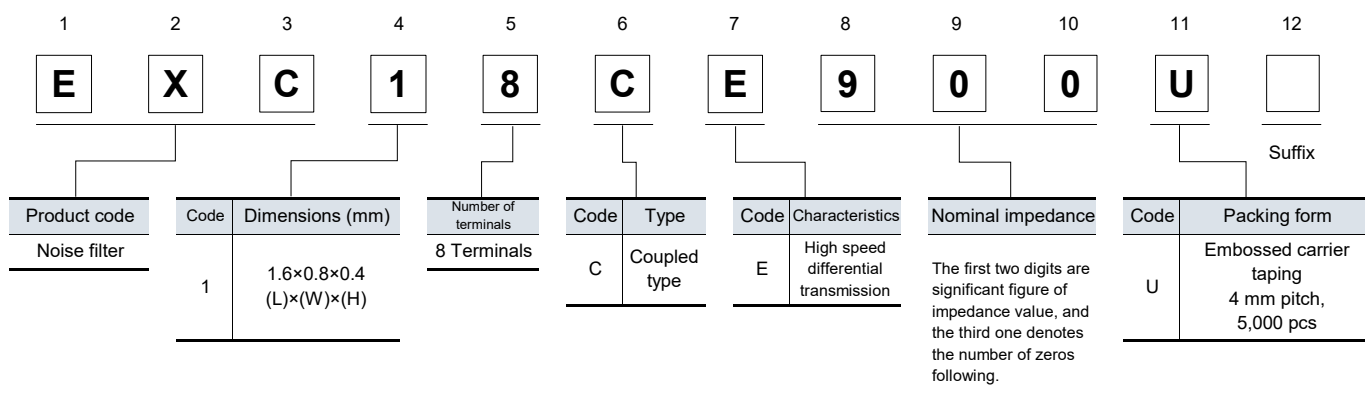 1 2 3 4 5 6 7 8 9 10 11 12
E X C 1 8 C E 9 0 0 U
Suffix
Product code
Noise filter
Code Dimensions (mm)
1
1.6×0.8×0.4
(L)×(W)×(H)
Number of
terminals
8 Terminals
Code Type
C
Coupled
type
Code Characteristics
E
High speed
differential
transmission
Nominal impedance
The first two digits are
significant figure of
impedance value, and
the third one denotes
the number of zeros
following.
Code Packing form
U
Embossed carrier
taping
4 mm pitch,
5,000 pcs